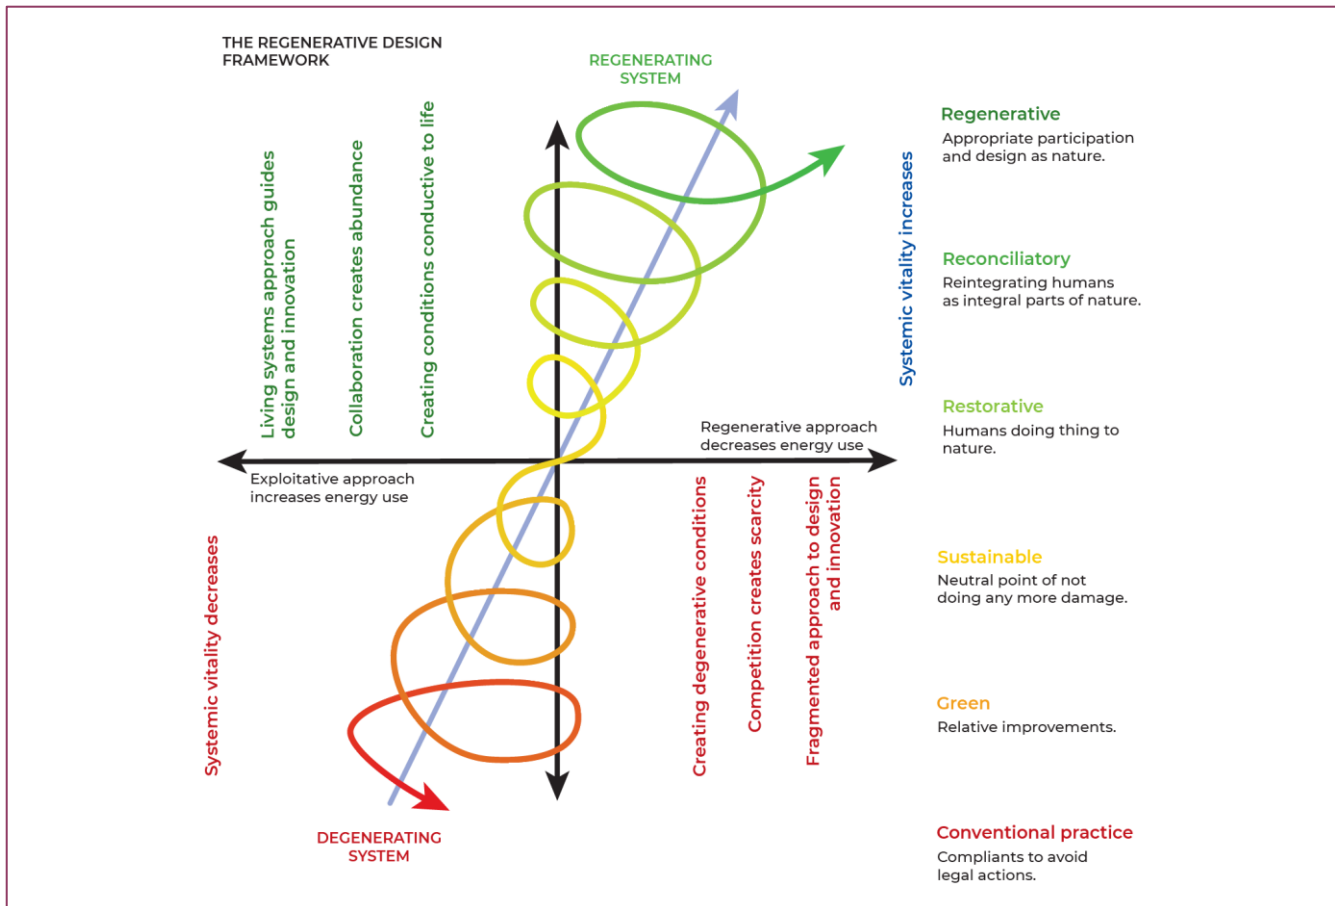 THE REGENERATIVE DESIGN
FRAMEWORK
REGENERATING
SYSTEM
Living systems approach guides
design and innovation
Collaboration creates abundance
Creating conditions conductive to life
Systemic vitality increases
Regenerative approach
decreases energy use
Exploitative approach
increases energy use
Systemic vitality decreases
Creating degenerative conditions
Competition creates scarcity
Fragmented approach to design
and innovation
DEGENERATING
SYSTEM
Regenerative
Appropriate participation
and design as nature.
Reconciliatory
Reintegrating humans
as integral parts of nature.
Restorative
Humans doing thing to
nature.
Sustainable
Neutral point of not
doing any more damage.
Green
Relative improvements.
Conventional practice
Compliants to avoid
legal actions.